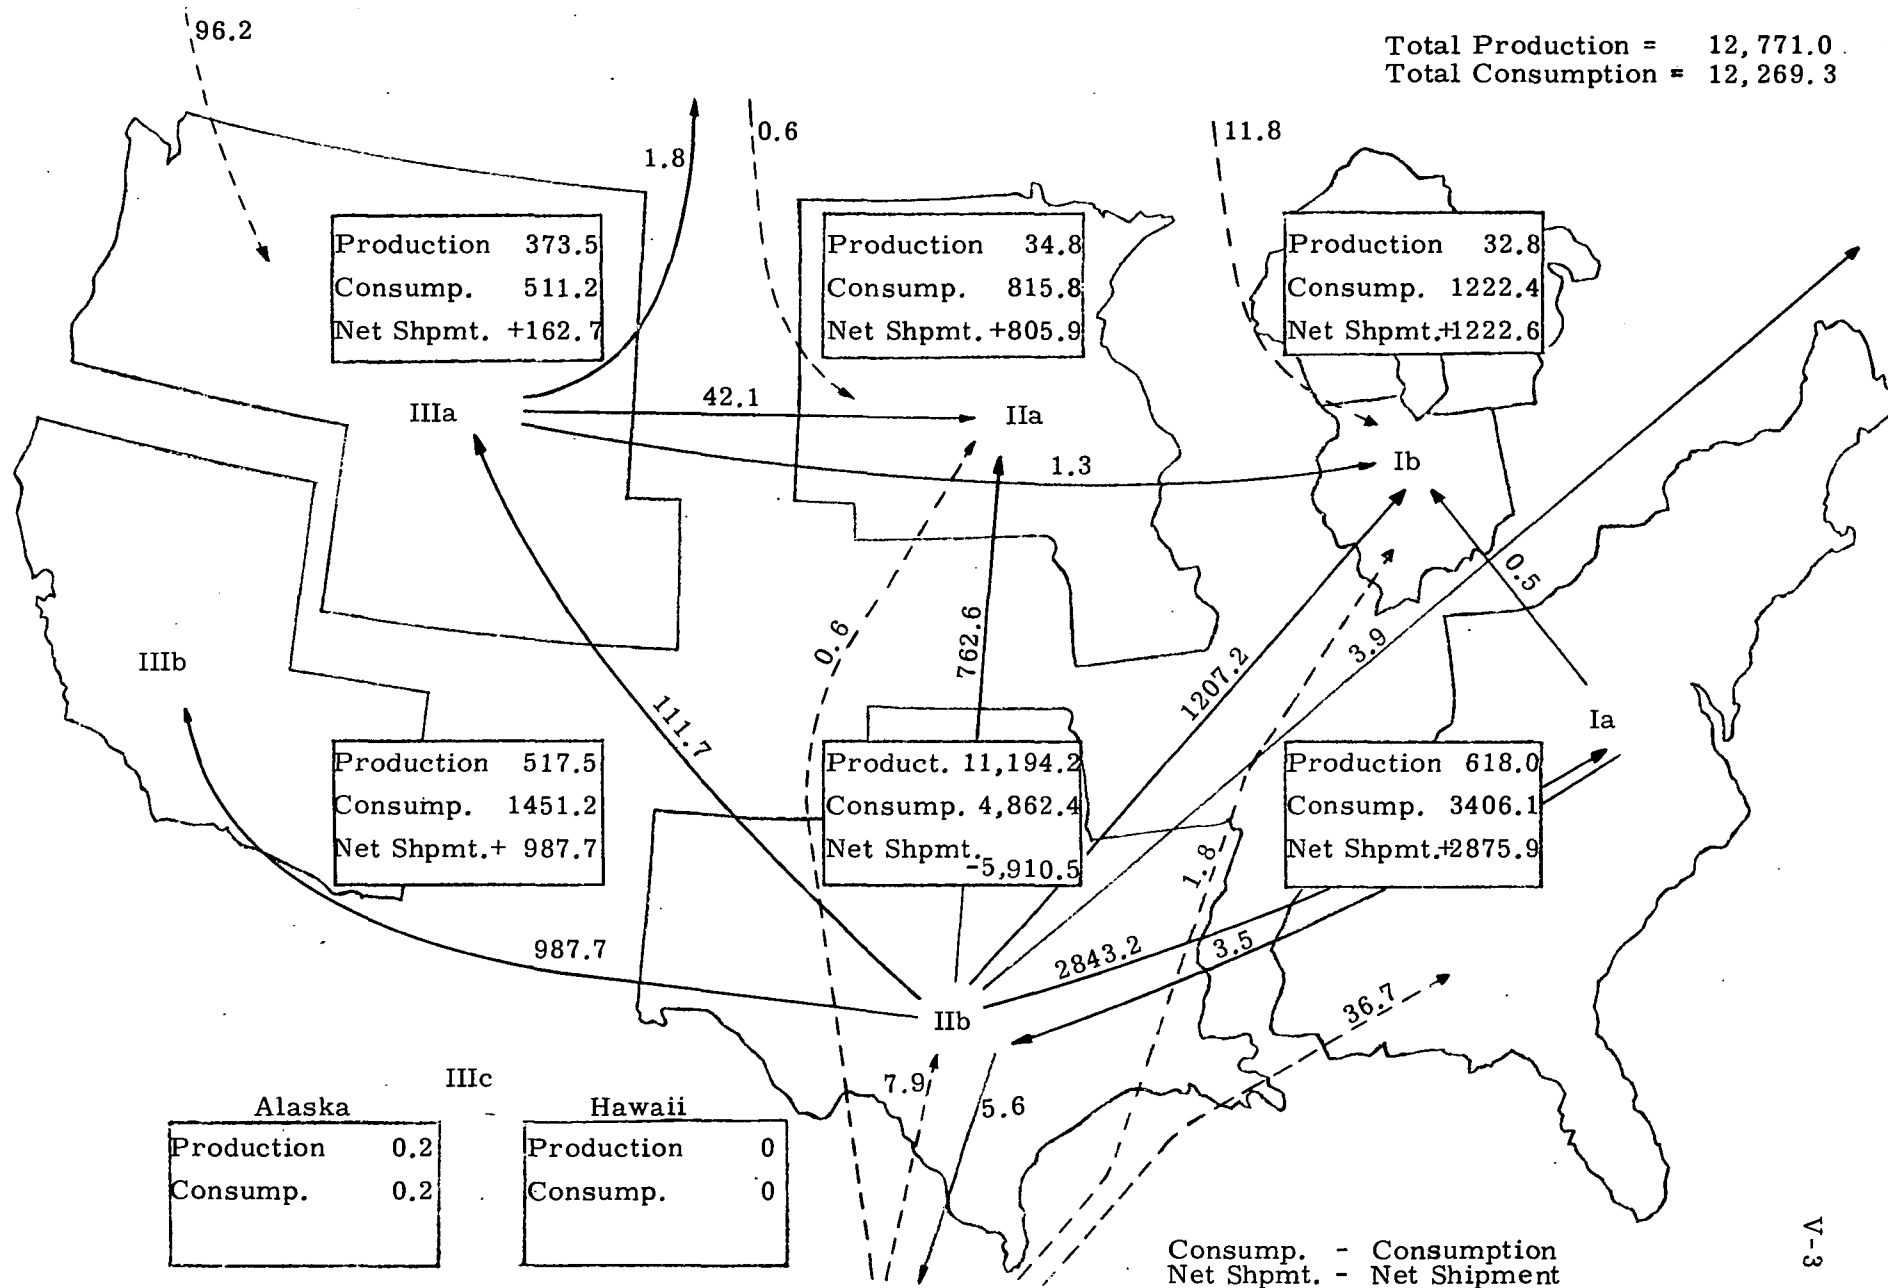 96.2
Total Production = 12,771.0
Total Consumption = 12,269.3
1.8
0.6
11.8
Production 373.5
Consump. 511.2
Net Shpmt. +162.7
Production 34.8
Consump. 815.8
Net Shpmt. +805.9
Production 32.8
Consump. 1222.4
Net Shpmt.+1222.6
IIIa
42.1
IIa
1.3
Ib
0.5
0.6
762.6
1207.2
3.9
IIIb
111.7
Ia
Production 517.5
Consump. 1451.2
Net Shpmt.+ 987.7
Product. 11,194.2
Consump. 4,862.4
Net Shpmt.
-5,910.5
Production 618.0
Consump. 3406.1
Net Shpmt.+2875.9
1.8
987.7
2843.2
3.5
36.7
IIb
7.9
5.6
IIIc
Alaska
Production 0.2
Consump. 0.2
Hawaii
Production 0
Consump. 0
Consump. - Consumption
Net Shpmt. - Net Shipment
V-3